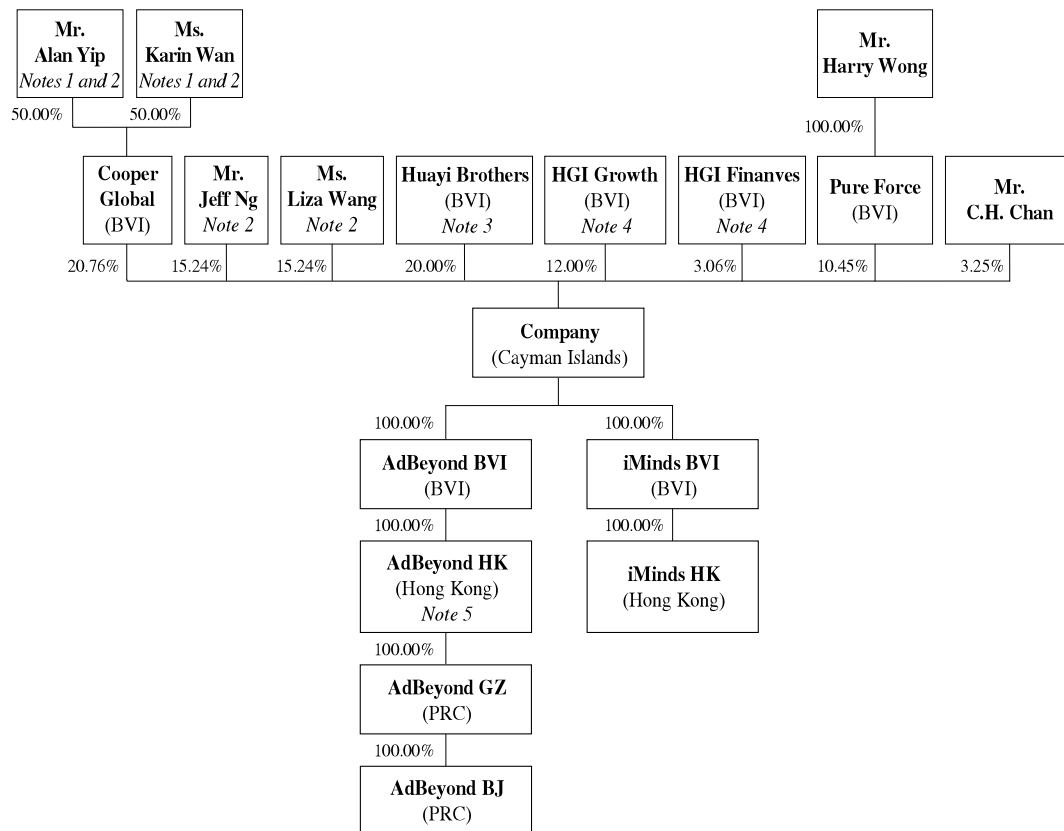 Mr.
Alan Yip
Notes 1 and 2
Ms.
Karin Wan
Notes 1 and 2
Mr.
Harry Wong
50.00%
50.00%
100.00%
Cooper
Global
(BVI)
Mr.
Jeff Ng
Note 2
Ms.
Liza Wang
Note 2
Huayi Brothers
(BVI)
Note 3
HGI Growth
(BVI)
Note 4
HGI Finanves
(BVI)
Note 4
Pure Force
(BVI)
Mr.
C.H. Chan
20.76%
15.24%
15.24%
20.00%
12.00%
3.06%
10.45%
3.25%
Company
(Cayman Islands)
100.00%
100.00%
AdBeyond BVI
(BVI)
iMinds BVI
(BVI)
100.00%
100.00%
AdBeyond HK
(Hong Kong)
Note 5
iMinds HK
(Hong Kong)
100.00%
AdBeyond GZ
(PRC)
100.00%
AdBeyond BJ
(PRC)